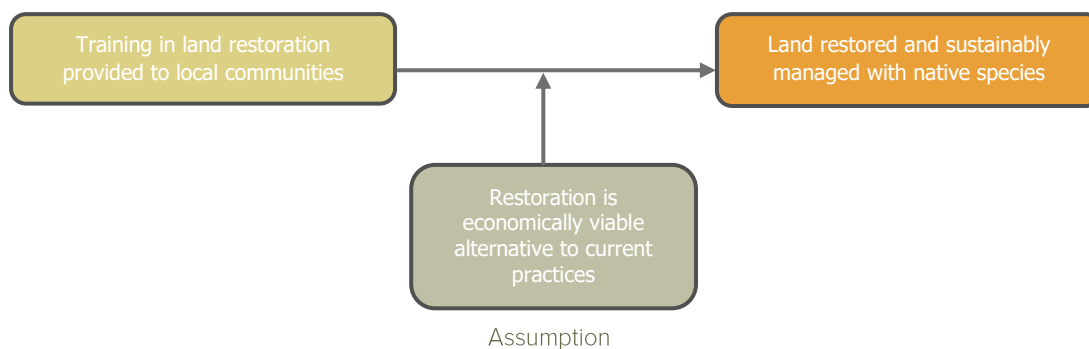 Training in land restoration
provided to local communities
Land restored and sustainably
managed with native species
Restoration is
economically viable
alternative to current
practices
Assumption